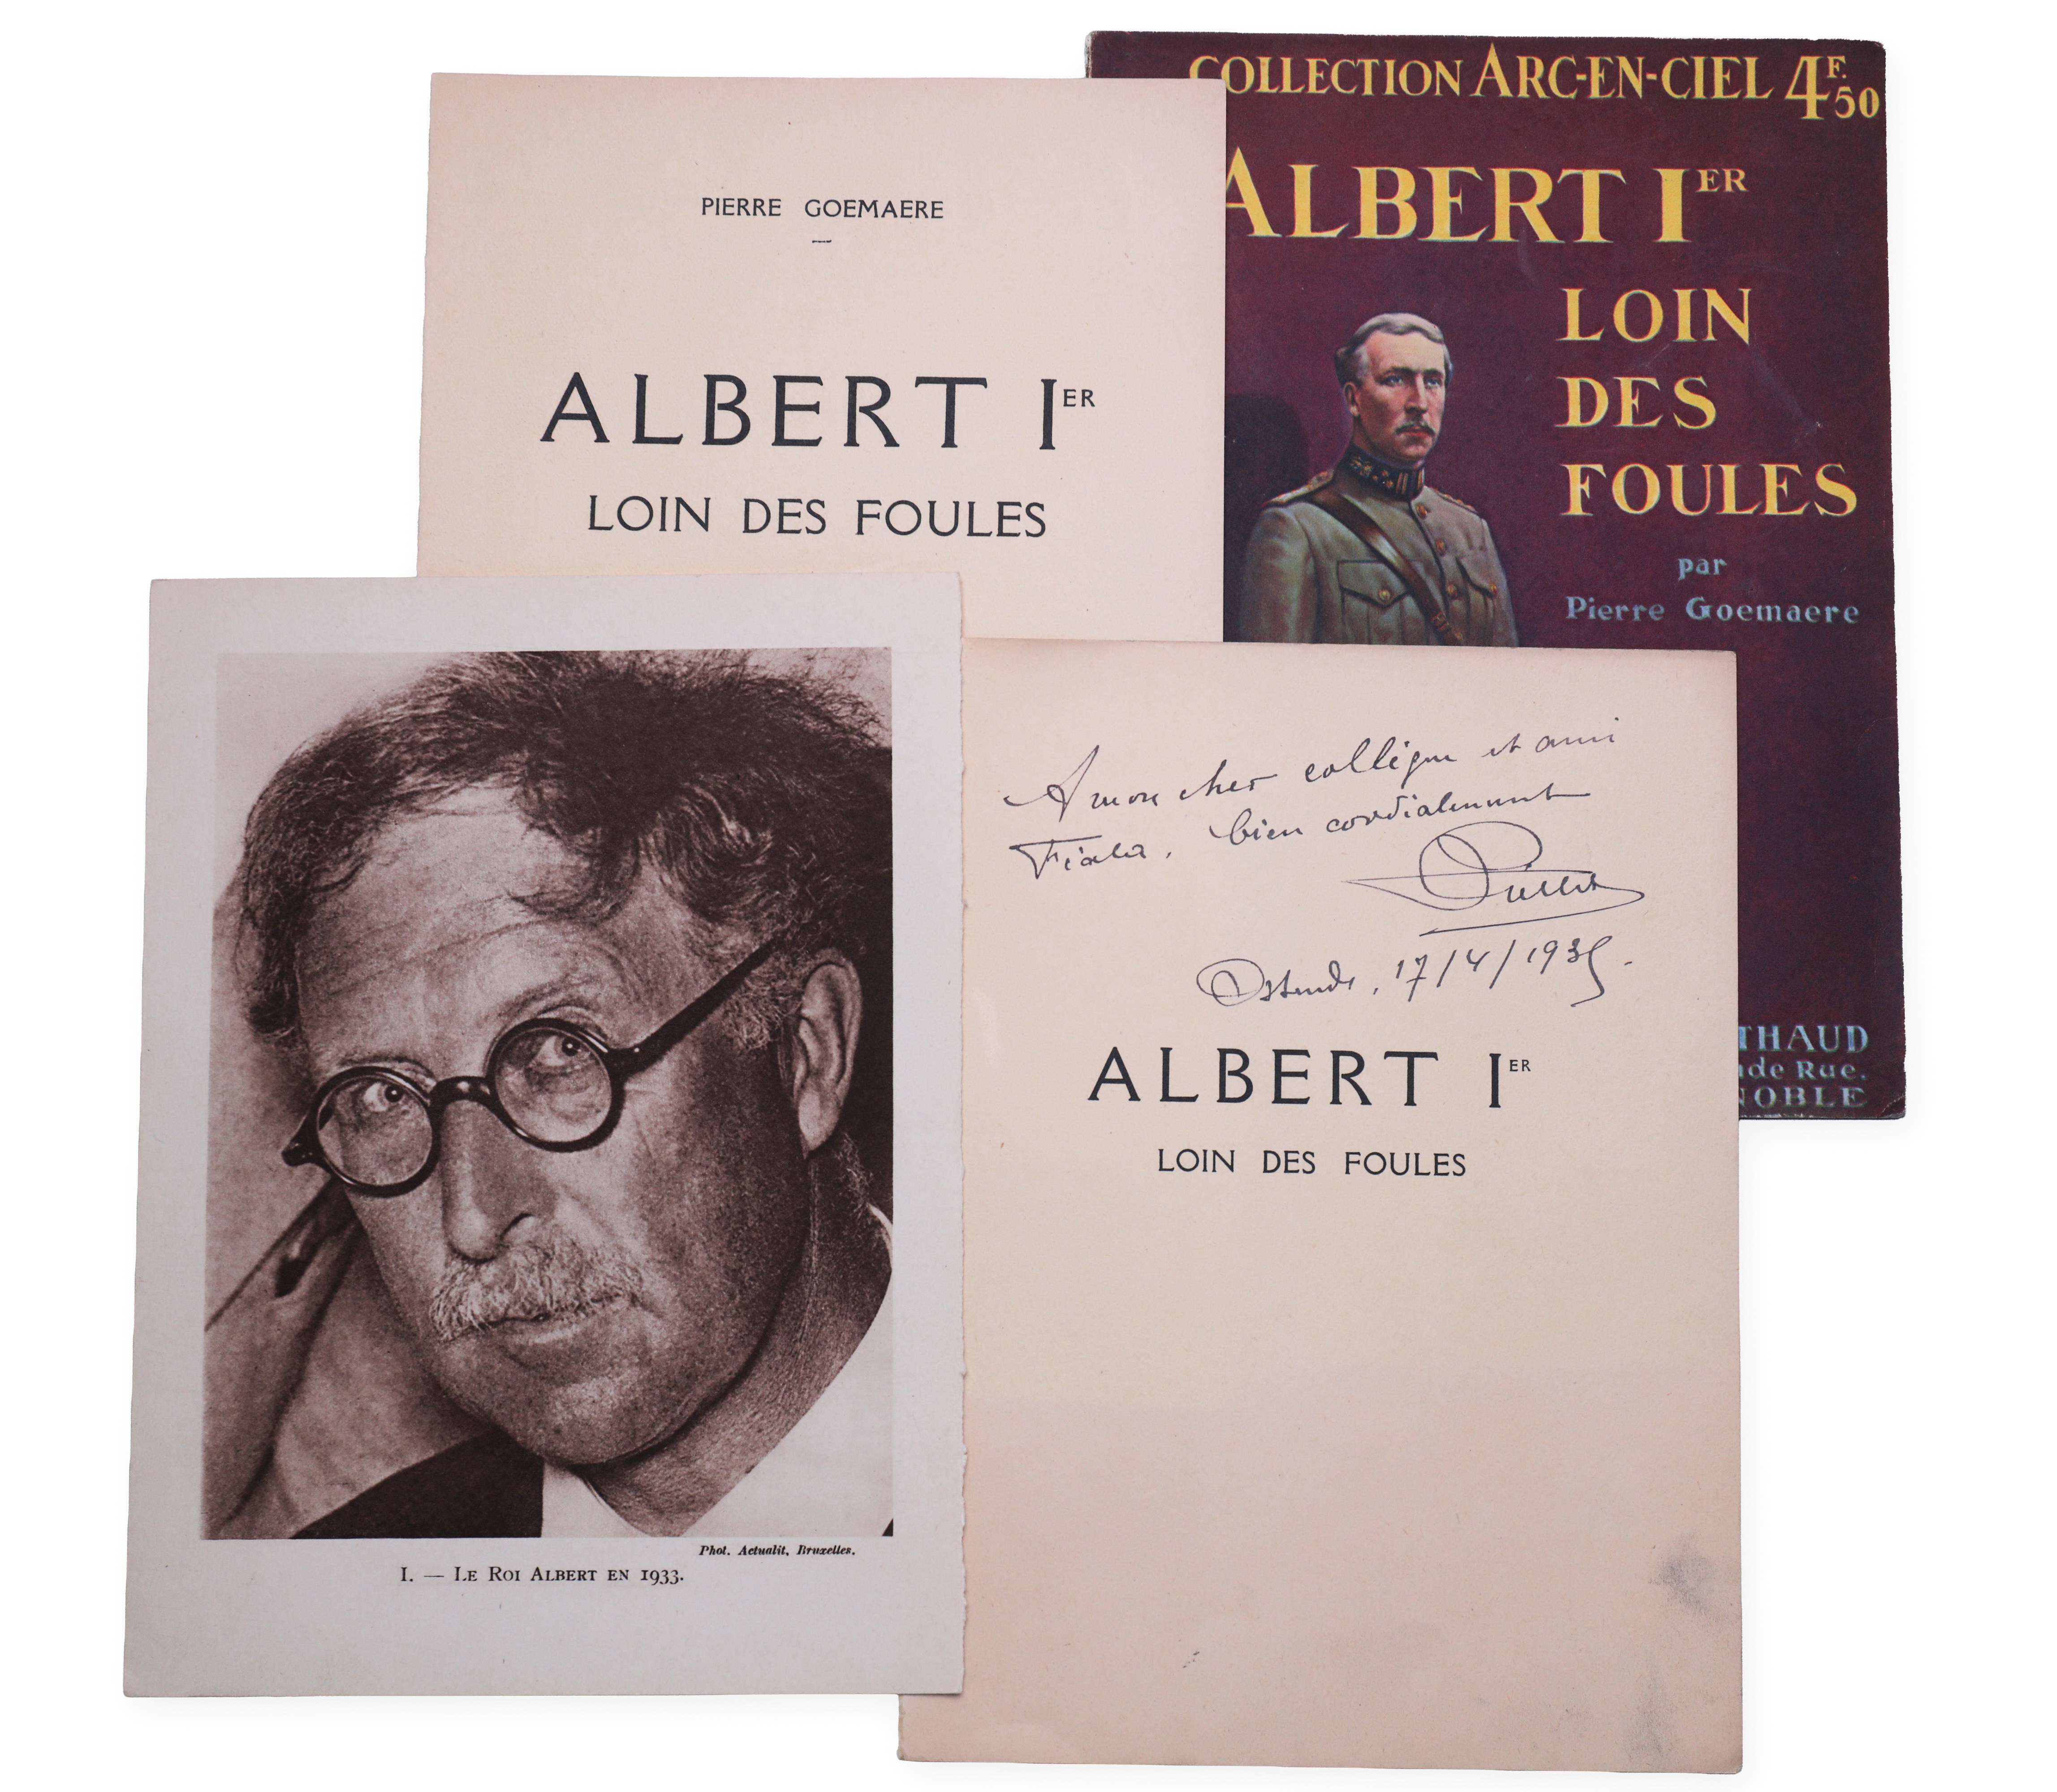 COLLECTION ARC-EN-CIEL 4F.50
ALBERT IER
LOIN
DES
FOULES
par
Pierre Goemaere
THAUD
de Rue.
NOBLE
PIERRE GOEMAERE
ALBERT IER
LOIN DES FOULES
Phot. Actualit, Bruxelles.
I. — LE ROI ALBERT EN 1933.
A mon cher collègue et ami
bien cordialement
Ostende, 17/4/1935.
ALBERT IER
LOIN DES FOULES